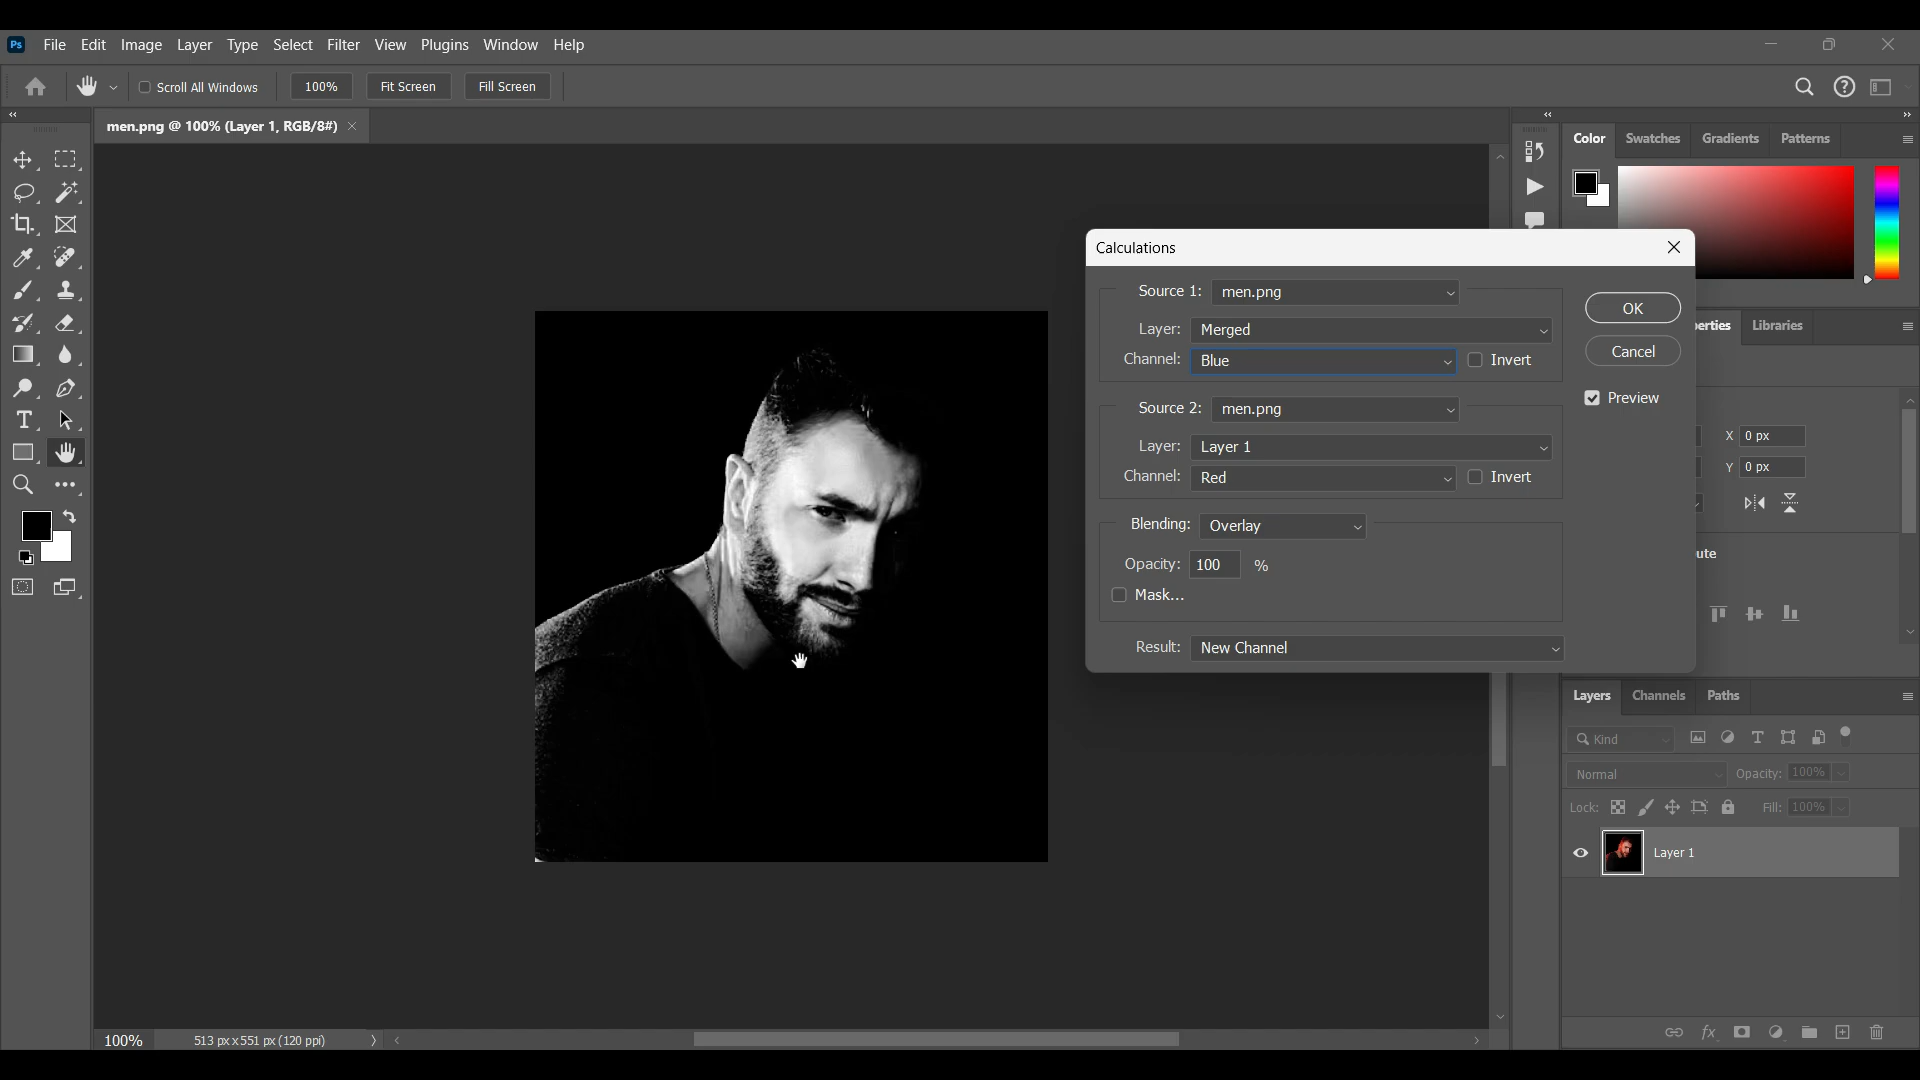 Ps File Edit Image Layer Type Select Filter View Plugins Window Help
Scroll All Windows 100% Fit Screen Fill Screen
men.png @ 100% (Layer 1, RGB/8#)
Color Swatches Gradients Patterns
Calculations
Source 1: men.png
Layer: Merged
Channel: Blue Invert
Source 2: men.png
Layer: Layer 1
Channel: Red Invert
Blending: Overlay
Opacity: 100 %
Mask...
Result: New Channel
OK
Cancel
Preview
perties Libraries
X 0 px
Y 0 px
ute
Layers Channels Paths
Kind
Normal Opacity: 100%
Lock: Fill: 100%
Layer 1
fx
100% 513 px x 551 px (120 ppi)